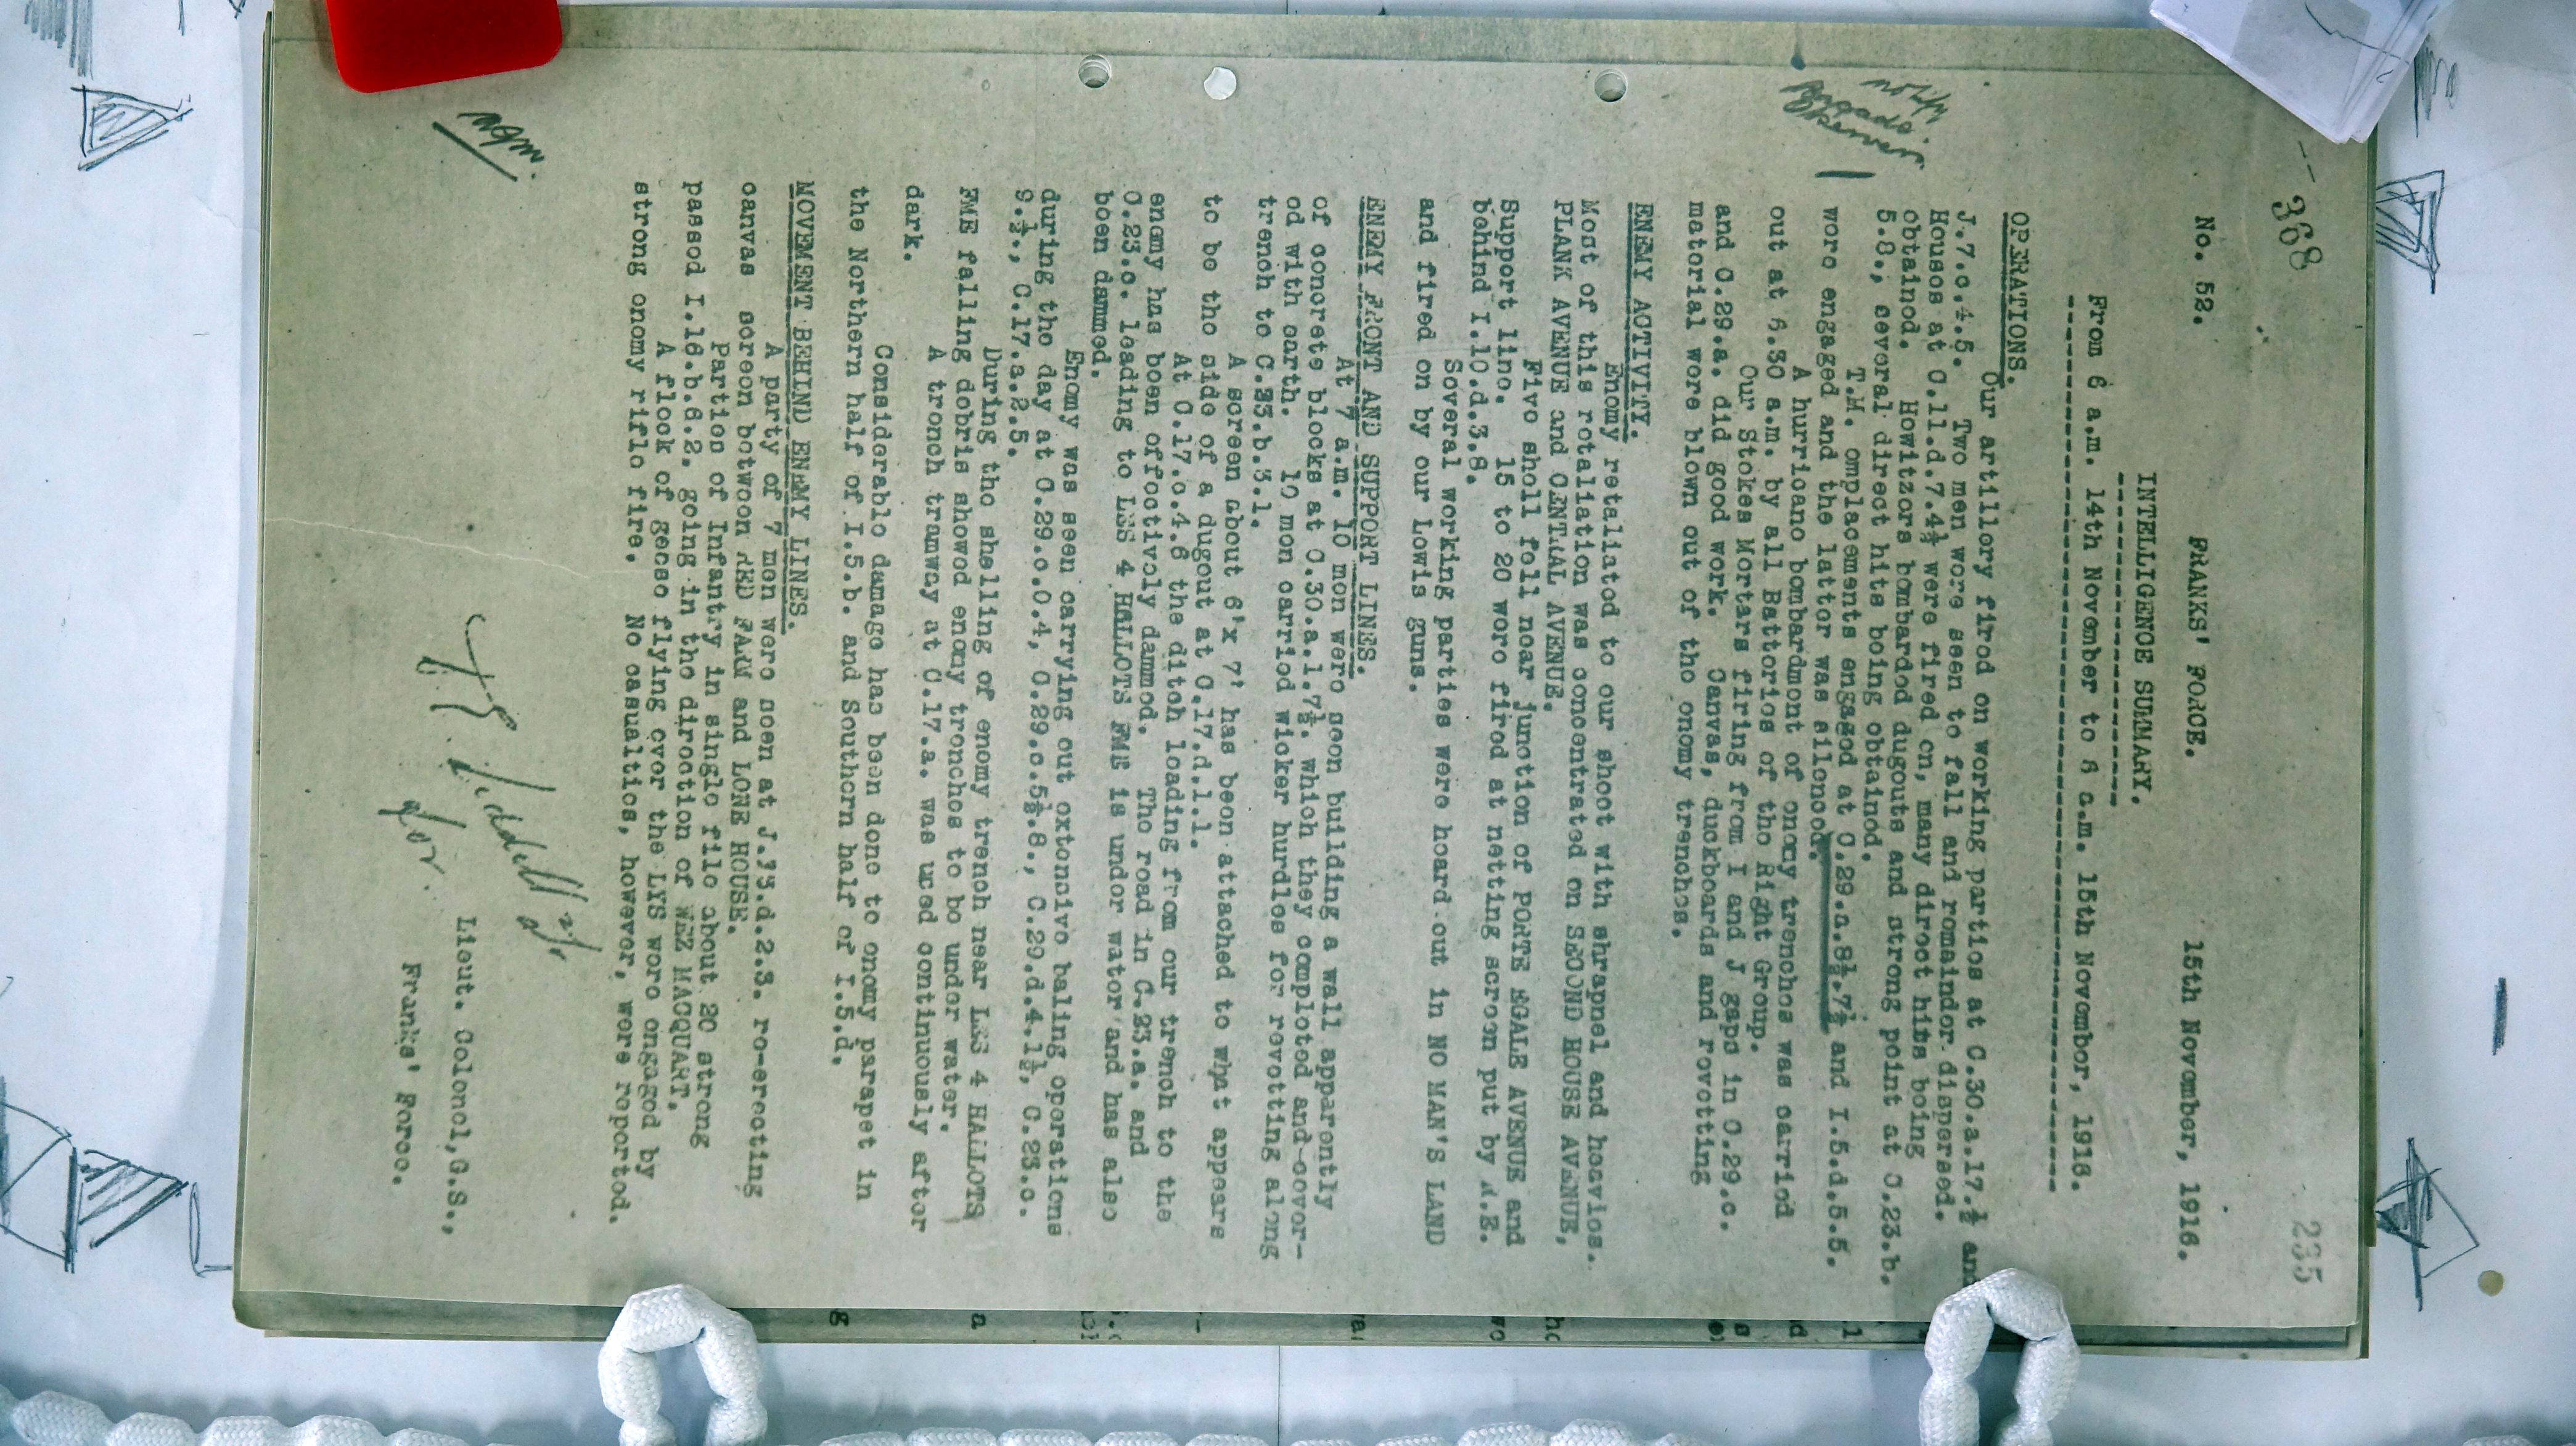 368
235
No. 52.
FRANKS' FORCE.
15th November, 1916.
INTELLIGENCE SUMMARY.
From 6 a.m. 14th November to 6 a.m. 15th November, 1916.
OPERATIONS.
Our artillery fired on working parties at C.30.a.17.½ and
J.7.c.4.5. Two men were seen to fall and remainder dispersed.
Houses at C.11.d.7.4½ were fired on, many direct hits being
obtained. Howitzers bombarded dugouts and strong point at C.23.b.
5.8., several direct hits being obtained.
T.M. emplacements engaged at C.29.a.8½.7½ and I.5.d.5.5.
were engaged and the latter was silenced.
A hurricane bombardment of enemy trenches was carried
out at 6.30 a.m. by all Batteries of the Right Group.
Our Stokes Mortars firing from I and J gaps in C.29.c.
and C.29.a. did good work. Canvas, duckboards and revetting
material were blown out of the enemy trenches.
notify
Brigade
ENEMY ACTIVITY.
Enemy retaliated to our shoot with shrapnel and heavies.
Most of this retaliation was concentrated on SECOND HOUSE AVENUE,
PLANK AVENUE and CENTRAL AVENUE.
Five shell fell near junction of PORTE EGALE AVENUE and
Support line. 15 to 20 were fired at netting screen put by R.E.
behind I.10.d.3.8.
Several working parties were heard out in NO MAN'S LAND
and fired on by our Lewis guns.
ENEMY FRONT AND SUPPORT LINES.
At 7 a.m. 10 men were seen building a wall apparently
of concrete blocks at C.30.a.1.7½. which they completed and cover-
ed with earth. 10 men carried wicker hurdles for revetting along
trench to C.23.b.3.1.
A screen about 6'x 7' has been attached to what appears
to be the side of a dugout at C.17.d.1.1.
At C.17.c.4.6 the ditch leading from our trench to the
enemy has been effectively dammed. The road in C.23.a. and
C.23.c. leading to LES 4 HALLOTS FME is under water and has also
been dammed.
Enemy was seen carrying out extensive baling operations
during the day at C.29.c.0.4, C.29.c.5½.8., C.29.d.4.1½, C.23.c.
9.½., C.17.a.2.5.
During the shelling of enemy trench near LES 4 HALLOTS
FME falling debris showed enemy trenches to be under water.
A trench tramway at C.17.a. was used continuously after
dark.
Considerable damage has been done to enemy parapet in
the Northern half of I.5.b. and Southern half of I.5.d.
MOVEMENT BEHIND ENEMY LINES.
A party of 7 men were seen at J.13.d.2.3. re-erecting
canvas screen between RED FARM and LONE HOUSE.
Parties of Infantry in single file about 20 strong
passed I.16.b.6.2. going in the direction of WEZ MACQUART.
A flock of geese flying over the LYS were engaged by
strong enemy rifle fire. No casualties, however, were reported.
for
Lieut. Colonel, G.S.,
Franks' Force.